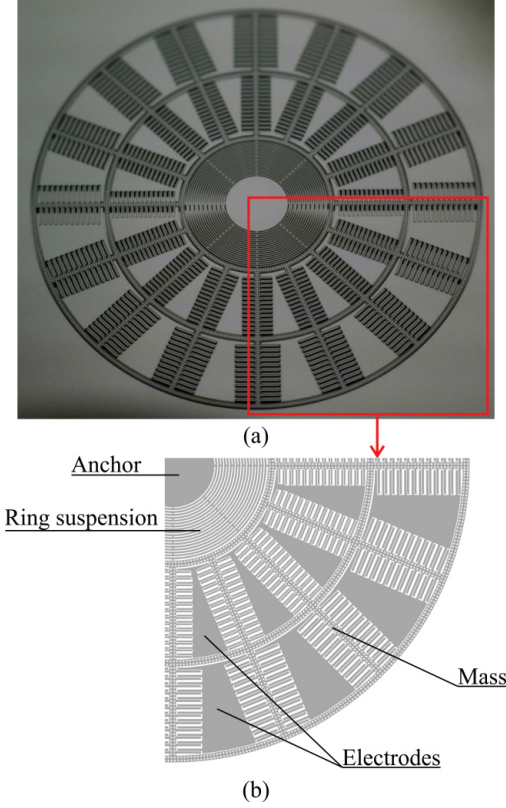 (a)
Anchor
Ring suspension
Mass
Electrodes
(b)